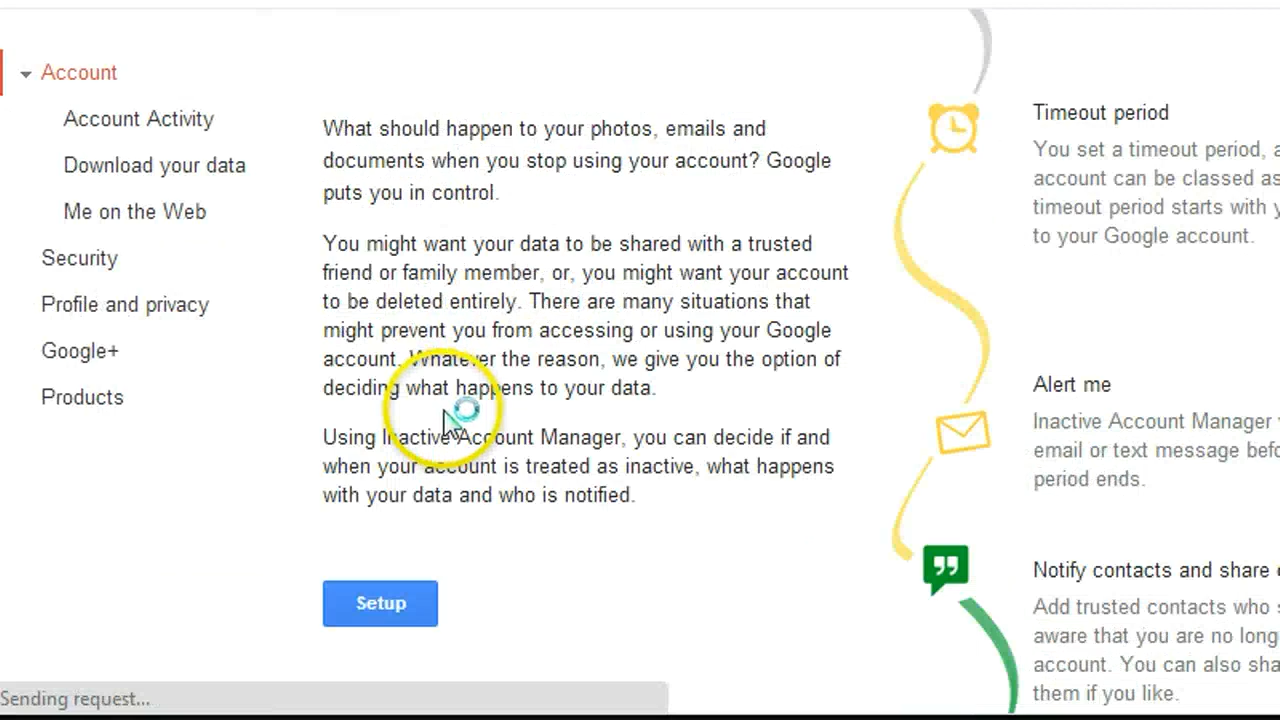 Account
Account Activity
Download your data
Me on the Web
Security
Profile and privacy
Google+
Products
What should happen to your photos, emails and
documents when you stop using your account? Google
puts you in control.
You might want your data to be shared with a trusted
friend or family member, or, you might want your account
to be deleted entirely. There are many situations that
might prevent you from accessing or using your Google
account. Whatever the reason, we give you the option of
deciding what happens to your data.
Using Inactive Account Manager, you can decide if and
when your account is treated as inactive, what happens
with your data and who is notified.
Setup
Timeout period
You set a timeout period, a
account can be classed as
timeout period starts with y
to your Google account.
Alert me
Inactive Account Manager
email or text message befo
period ends.
Notify contacts and share
Add trusted contacts who s
aware that you are no long
account. You can also sha
them if you like.
Sending request...